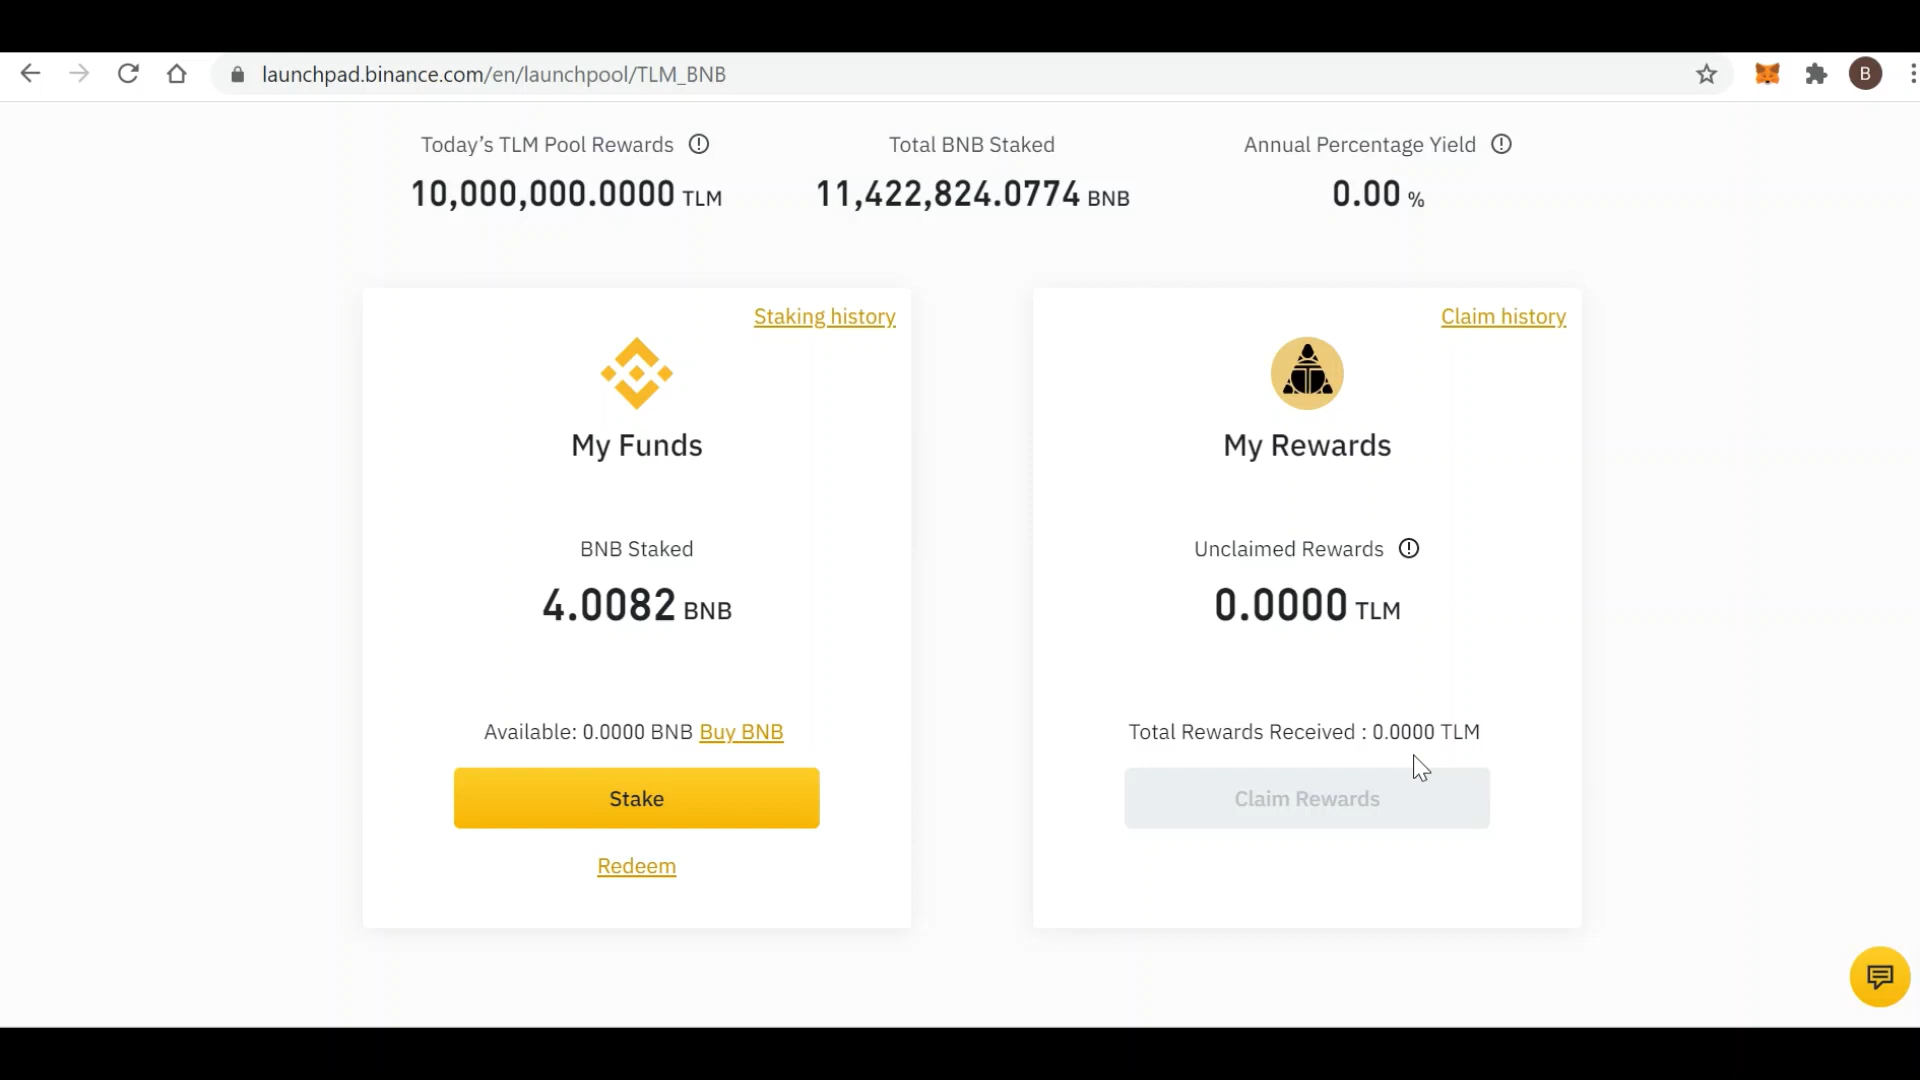 launchpad.binance.com/en/launchpool/TLM_BNB
B
Today’s TLM Pool Rewards
10,000,000.0000 TLM
Total BNB Staked
11,422,824.0774 BNB
Annual Percentage Yield
0.00 %
Staking history
My Funds
BNB Staked
4.0082 BNB
Available: 0.0000 BNB Buy BNB
Stake
Redeem
Claim history
My Rewards
Unclaimed Rewards
0.0000 TLM
Total Rewards Received : 0.0000 TLM
Claim Rewards